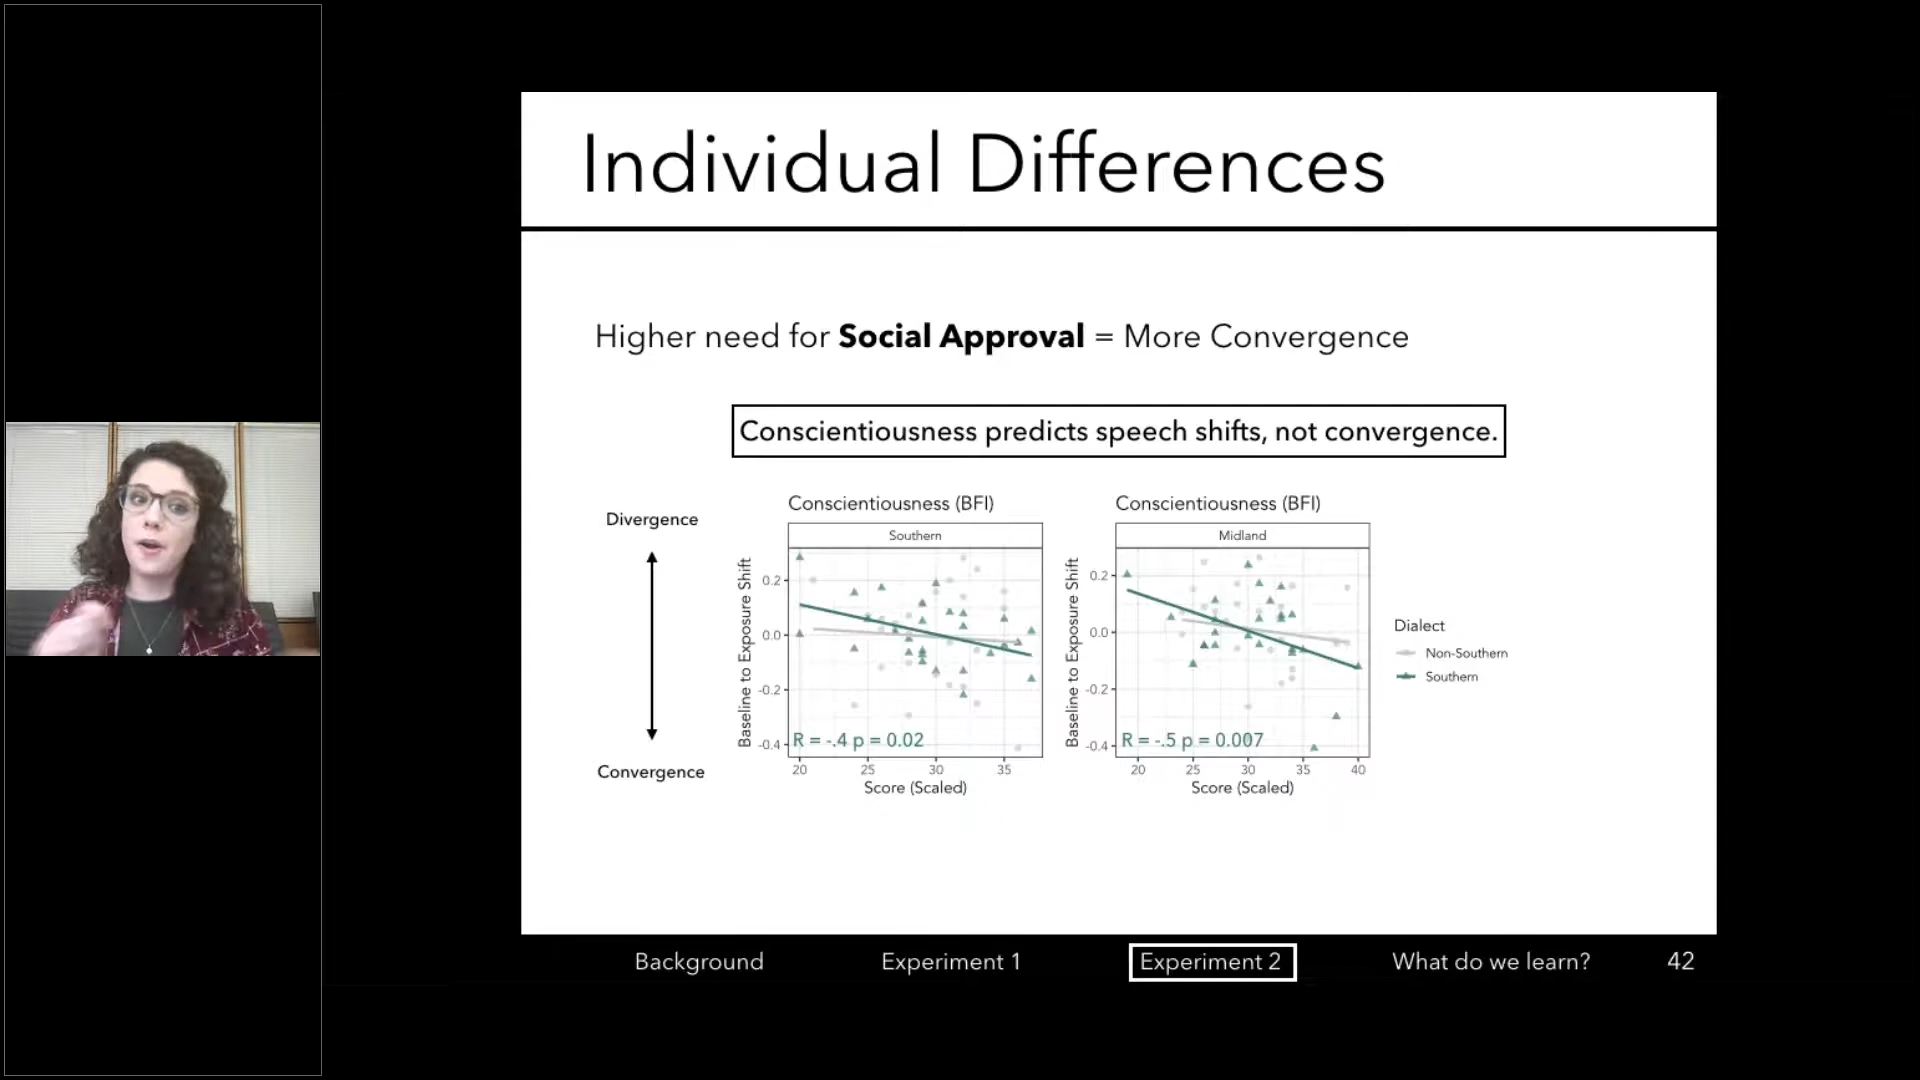 Individual Differences
Higher need for Social Approval = More Convergence
Conscientiousness predicts speech shifts, not convergence.
Divergence
Convergence
Conscientiousness (BFI)
Southern
Baseline to Exposure Shift
0.2
0.0
-0.2
-0.4
R = -.4 p = 0.02
20 25 30 35
Score (Scaled)
Conscientiousness (BFI)
Midland
Baseline to Exposure Shift
0.2
0.0
-0.2
-0.4
R = -.5 p = 0.007
20 25 30 35 40
Score (Scaled)
Dialect
Non-Southern
Southern
Background Experiment 1 Experiment 2 What do we learn? 42